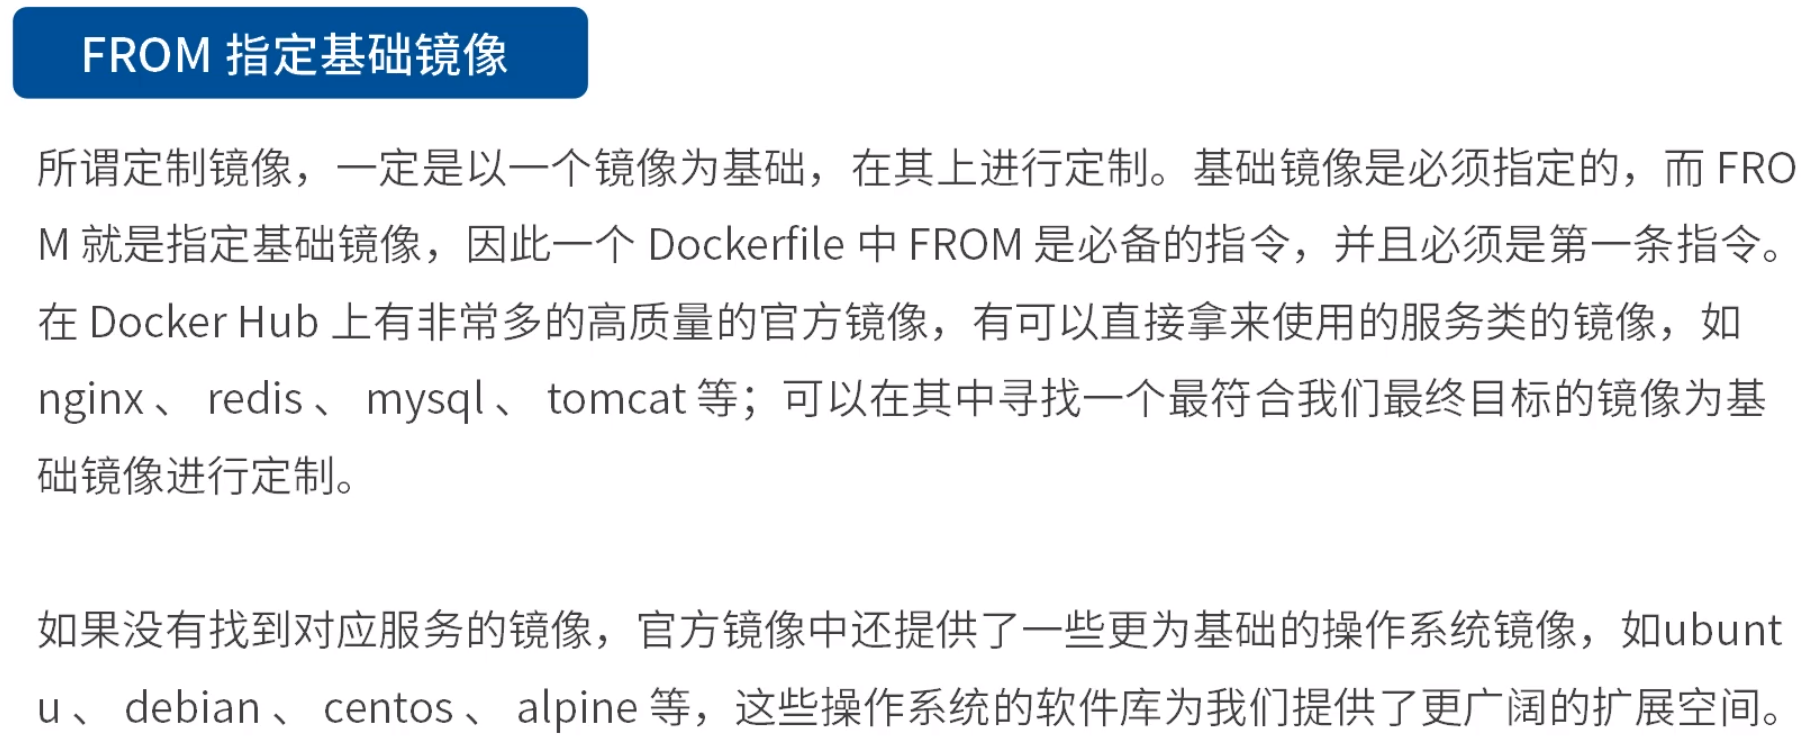 FROM 指定基础镜像
所谓定制镜像，一定是以一个镜像为基础，在其上进行定制。基础镜像是必须指定的，而 FRO
M 就是指定基础镜像，因此一个 Dockerfile 中 FROM 是必备的指令，并且必须是第一条指令。
在 Docker Hub 上有非常多的高质量的官方镜像，有可以直接拿来使用的服务类的镜像，如
nginx 、 redis 、 mysql 、 tomcat 等；可以在其中寻找一个最符合我们最终目标的镜像为基
础镜像进行定制。
如果没有找到对应服务的镜像，官方镜像中还提供了一些更为基础的操作系统镜像，如ubunt
u 、 debian 、 centos 、 alpine 等，这些操作系统的软件库为我们提供了更广阔的扩展空间。